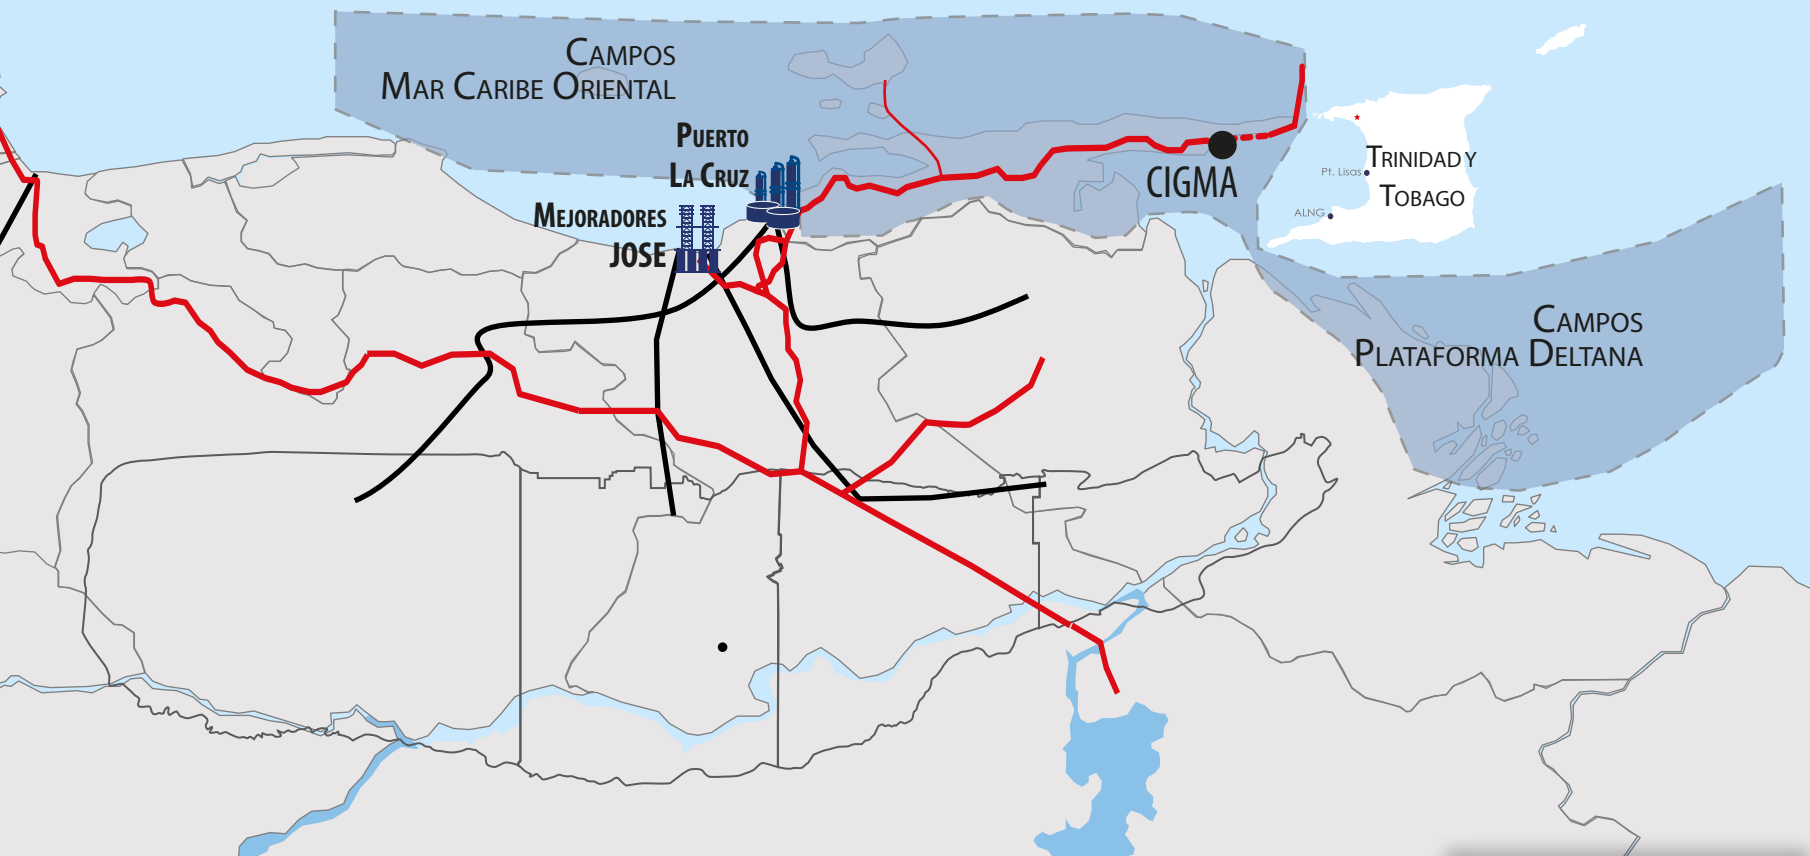 CAMPOS
MAR CARIBE ORIENTAL
PUERTO
LA CRUZ
MEJORADORES
JOSE
CIGMA
TRINIDAD Y
TOBAGO
Pt. Lisas
ALNG
CAMPOS
PLATAFORMA DELTANA